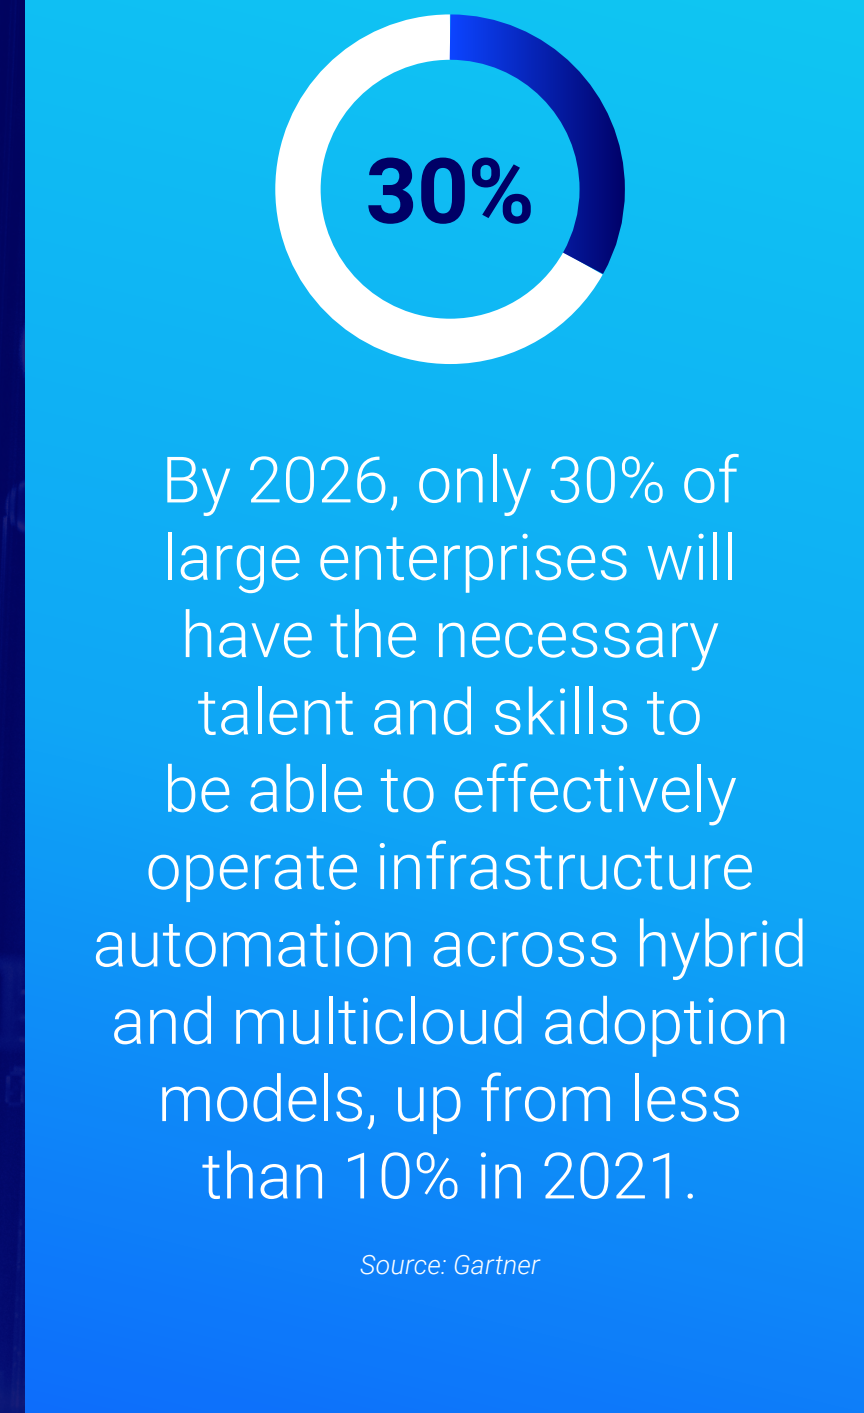 30%
By 2026, only 30% of
large enterprises will
have the necessary
talent and skills to
be able to effectively
operate infrastructure
automation across hybrid
and multicloud adoption
models, up from less
than 10% in 2021.
Source: Gartner